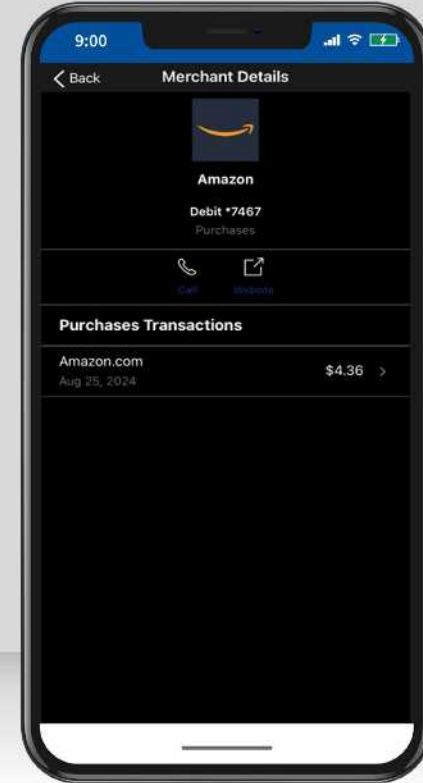 9:00
Back Merchant Details
Amazon
Debit *7467
Purchases
Call Website
Purchases Transactions
Amazon.com
$4.36
Aug 25, 2024